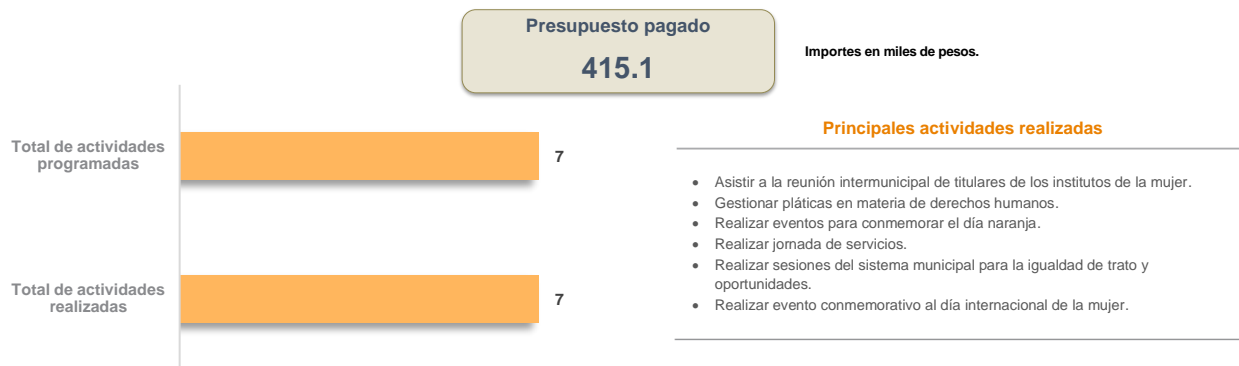 Presupuesto pagado
415.1
Importes en miles de pesos.
Total de actividades
programadas
7
Total de actividades
realizadas
7
Principales actividades realizadas
• Asistir a la reunión intermunicipal de titulares de los institutos de la mujer.
• Gestionar pláticas en materia de derechos humanos.
• Realizar eventos para conmemorar el día naranja.
• Realizar jornada de servicios.
• Realizar sesiones del sistema municipal para la igualdad de trato y
oportunidades.
• Realizar evento conmemorativo al día internacional de la mujer.